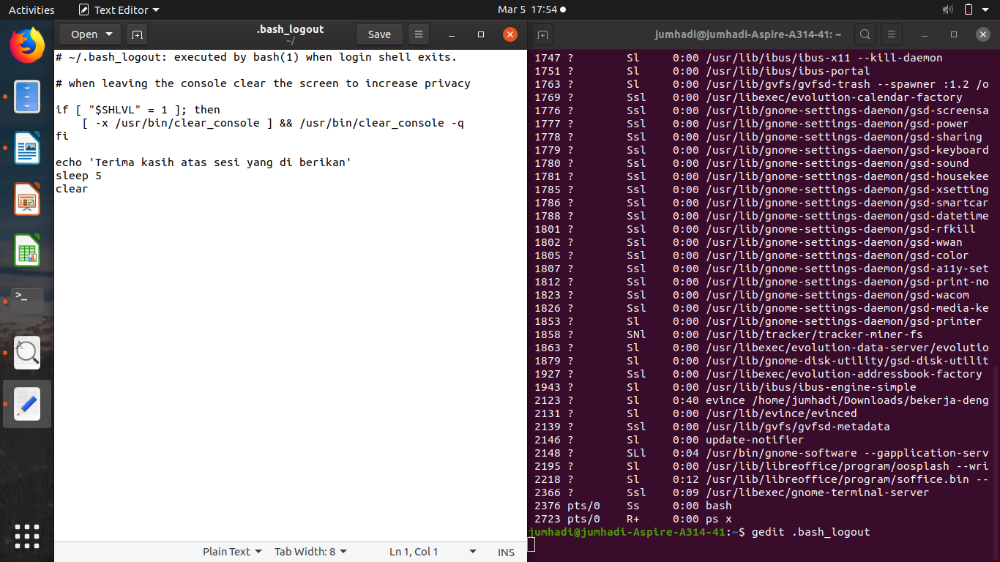 Activities
Text Editor
Mar 5 17:54
Open
.bash_logout
~/
Save
# ~/.bash_logout: executed by bash(1) when login shell exits.
# when leaving the console clear the screen to increase privacy
if [ "$SHLVL" = 1 ]; then
    [ -x /usr/bin/clear_console ] && /usr/bin/clear_console -q
fi
echo 'Terima kasih atas sesi yang di berikan'
sleep 5
clear
Plain Text
Tab Width: 8
Ln 1, Col 1
INS
jumhadi@jumhadi-Aspire-A314-41: ~
1747 ?        Sl     0:00 /usr/lib/ibus/ibus-x11 --kill-daemon
1751 ?        Sl     0:00 /usr/lib/ibus/ibus-portal
1763 ?        Sl     0:00 /usr/lib/gvfs/gvfsd-trash --spawner :1.2 /o
1769 ?        Ssl    0:00 /usr/libexec/evolution-calendar-factory
1776 ?        Ssl    0:00 /usr/lib/gnome-settings-daemon/gsd-screensa
1777 ?        Ssl    0:00 /usr/lib/gnome-settings-daemon/gsd-power
1778 ?        Ssl    0:00 /usr/lib/gnome-settings-daemon/gsd-sharing
1779 ?        Ssl    0:00 /usr/lib/gnome-settings-daemon/gsd-keyboard
1780 ?        Ssl    0:00 /usr/lib/gnome-settings-daemon/gsd-sound
1781 ?        Ssl    0:00 /usr/lib/gnome-settings-daemon/gsd-housekee
1785 ?        Ssl    0:00 /usr/lib/gnome-settings-daemon/gsd-xsetting
1786 ?        Ssl    0:00 /usr/lib/gnome-settings-daemon/gsd-smartcar
1788 ?        Ssl    0:00 /usr/lib/gnome-settings-daemon/gsd-datetime
1801 ?        Ssl    0:00 /usr/lib/gnome-settings-daemon/gsd-rfkill
1802 ?        Ssl    0:00 /usr/lib/gnome-settings-daemon/gsd-wwan
1805 ?        Ssl    0:00 /usr/lib/gnome-settings-daemon/gsd-color
1807 ?        Ssl    0:00 /usr/lib/gnome-settings-daemon/gsd-a11y-set
1812 ?        Ssl    0:00 /usr/lib/gnome-settings-daemon/gsd-print-no
1823 ?        Ssl    0:00 /usr/lib/gnome-settings-daemon/gsd-wacom
1826 ?        Ssl    0:00 /usr/lib/gnome-settings-daemon/gsd-media-ke
1853 ?        Sl     0:00 /usr/lib/gnome-settings-daemon/gsd-printer
1858 ?        SNl    0:00 /usr/lib/tracker/tracker-miner-fs
1863 ?        Sl     0:00 /usr/libexec/evolution-data-server/evolutio
1879 ?        Sl     0:00 /usr/lib/gnome-disk-utility/gsd-disk-utilit
1927 ?        Ssl    0:00 /usr/libexec/evolution-addressbook-factory
1943 ?        Sl     0:00 /usr/lib/ibus/ibus-engine-simple
2123 ?        Sl     0:40 evince /home/jumhadi/Downloads/bekerja-deng
2131 ?        Sl     0:00 /usr/lib/evince/evinced
2139 ?        Ssl    0:00 /usr/lib/gvfs/gvfsd-metadata
2146 ?        Sl     0:00 update-notifier
2148 ?        SLl    0:04 /usr/bin/gnome-software --gapplication-serv
2195 ?        Sl     0:00 /usr/lib/libreoffice/program/oosplash --wri
2218 ?        Sl     0:12 /usr/lib/libreoffice/program/soffice.bin --
2366 ?        Ssl    0:09 /usr/libexec/gnome-terminal-server
2376 pts/0    Ss     0:00 bash
2723 pts/0    R+     0:00 ps x
jumhadi@jumhadi-Aspire-A314-41:~$ gedit .bash_logout